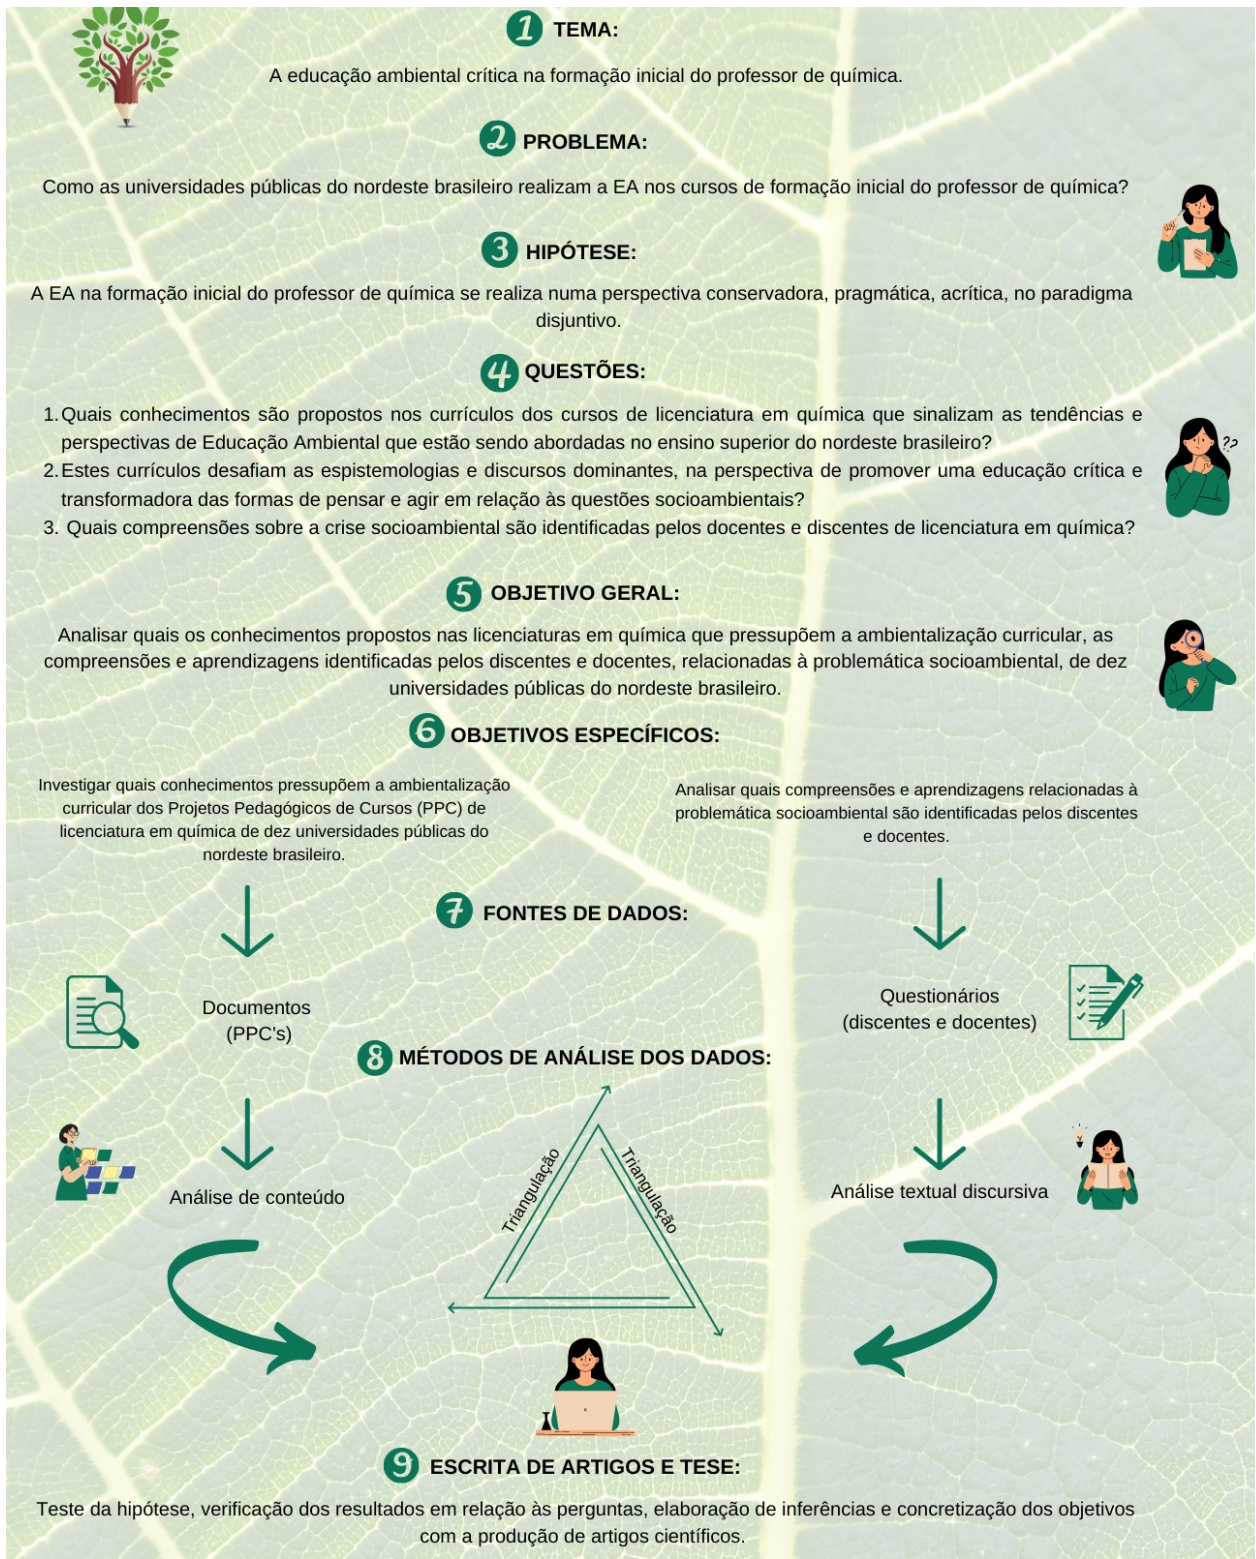 1 TEMA:
A educação ambiental crítica na formação inicial do professor de química.
2 PROBLEMA:
Como as universidades públicas do nordeste brasileiro realizam a EA nos cursos de formação inicial do professor de química?
3 HIPÓTESE:
A EA na formação inicial do professor de química se realiza numa perspectiva conservadora, pragmática, acrítica, no paradigma
disjuntivo.
4 QUESTÕES:
1. Quais conhecimentos são propostos nos currículos dos cursos de licenciatura em química que sinalizam as tendências e
perspectivas de Educação Ambiental que estão sendo abordadas no ensino superior do nordeste brasileiro?
2. Estes currículos desafiam as espistemologias e discursos dominantes, na perspectiva de promover uma educação crítica e
transformadora das formas de pensar e agir em relação às questões socioambientais?
3. Quais compreensões sobre a crise socioambiental são identificadas pelos docentes e discentes de licenciatura em química?
??
5 OBJETIVO GERAL:
Analisar quais os conhecimentos propostos nas licenciaturas em química que pressupõem a ambientalização curricular, as
compreensões e aprendizagens identificadas pelos discentes e docentes, relacionadas à problemática socioambiental, de dez
universidades públicas do nordeste brasileiro.
6 OBJETIVOS ESPECÍFICOS:
Investigar quais conhecimentos pressupõem a ambientalização
curricular dos Projetos Pedagógicos de Cursos (PPC) de
licenciatura em química de dez universidades públicas do
nordeste brasileiro.
Analisar quais compreensões e aprendizagens relacionadas à
problemática socioambiental são identificadas pelos discentes
e docentes.
7 FONTES DE DADOS:
Documentos
(PPC's)
Questionários
(discentes e docentes)
8 MÉTODOS DE ANÁLISE DOS DADOS:
Triangulação
Triangulação
Análise de conteúdo
Análise textual discursiva
9 ESCRITA DE ARTIGOS E TESE:
Teste da hipótese, verificação dos resultados em relação às perguntas, elaboração de inferências e concretização dos objetivos
com a produção de artigos científicos.